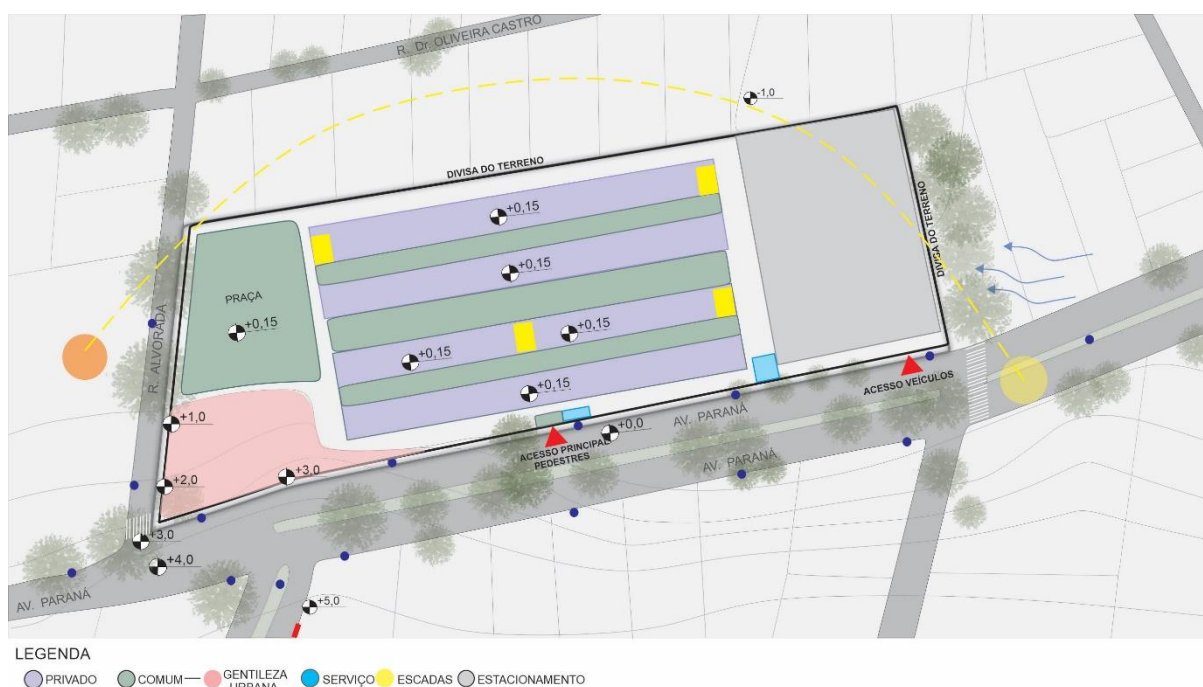 R. Dr. OLIVEIRA CASTRO
-1,0
DIVISA DO TERRENO
+0,15
DIVISA DO TERRENO
+0,15
PRAÇA
+0,15
R. ALVORADA
+0,15
+0,15
+0,15
ACESSO VEÍCULOS
+1,0
AV. PARANÁ
+0,0
ACESSO PRINCIPAL
PEDESTRES
AV. PARANÁ
+3,0
+2,0
+3,0
+4,0
AV. PARANÁ
+5,0
LEGENDA
PRIVADO
COMUM
GENTILEZA
URBANA
SERVIÇO
ESCADAS
ESTACIONAMENTO